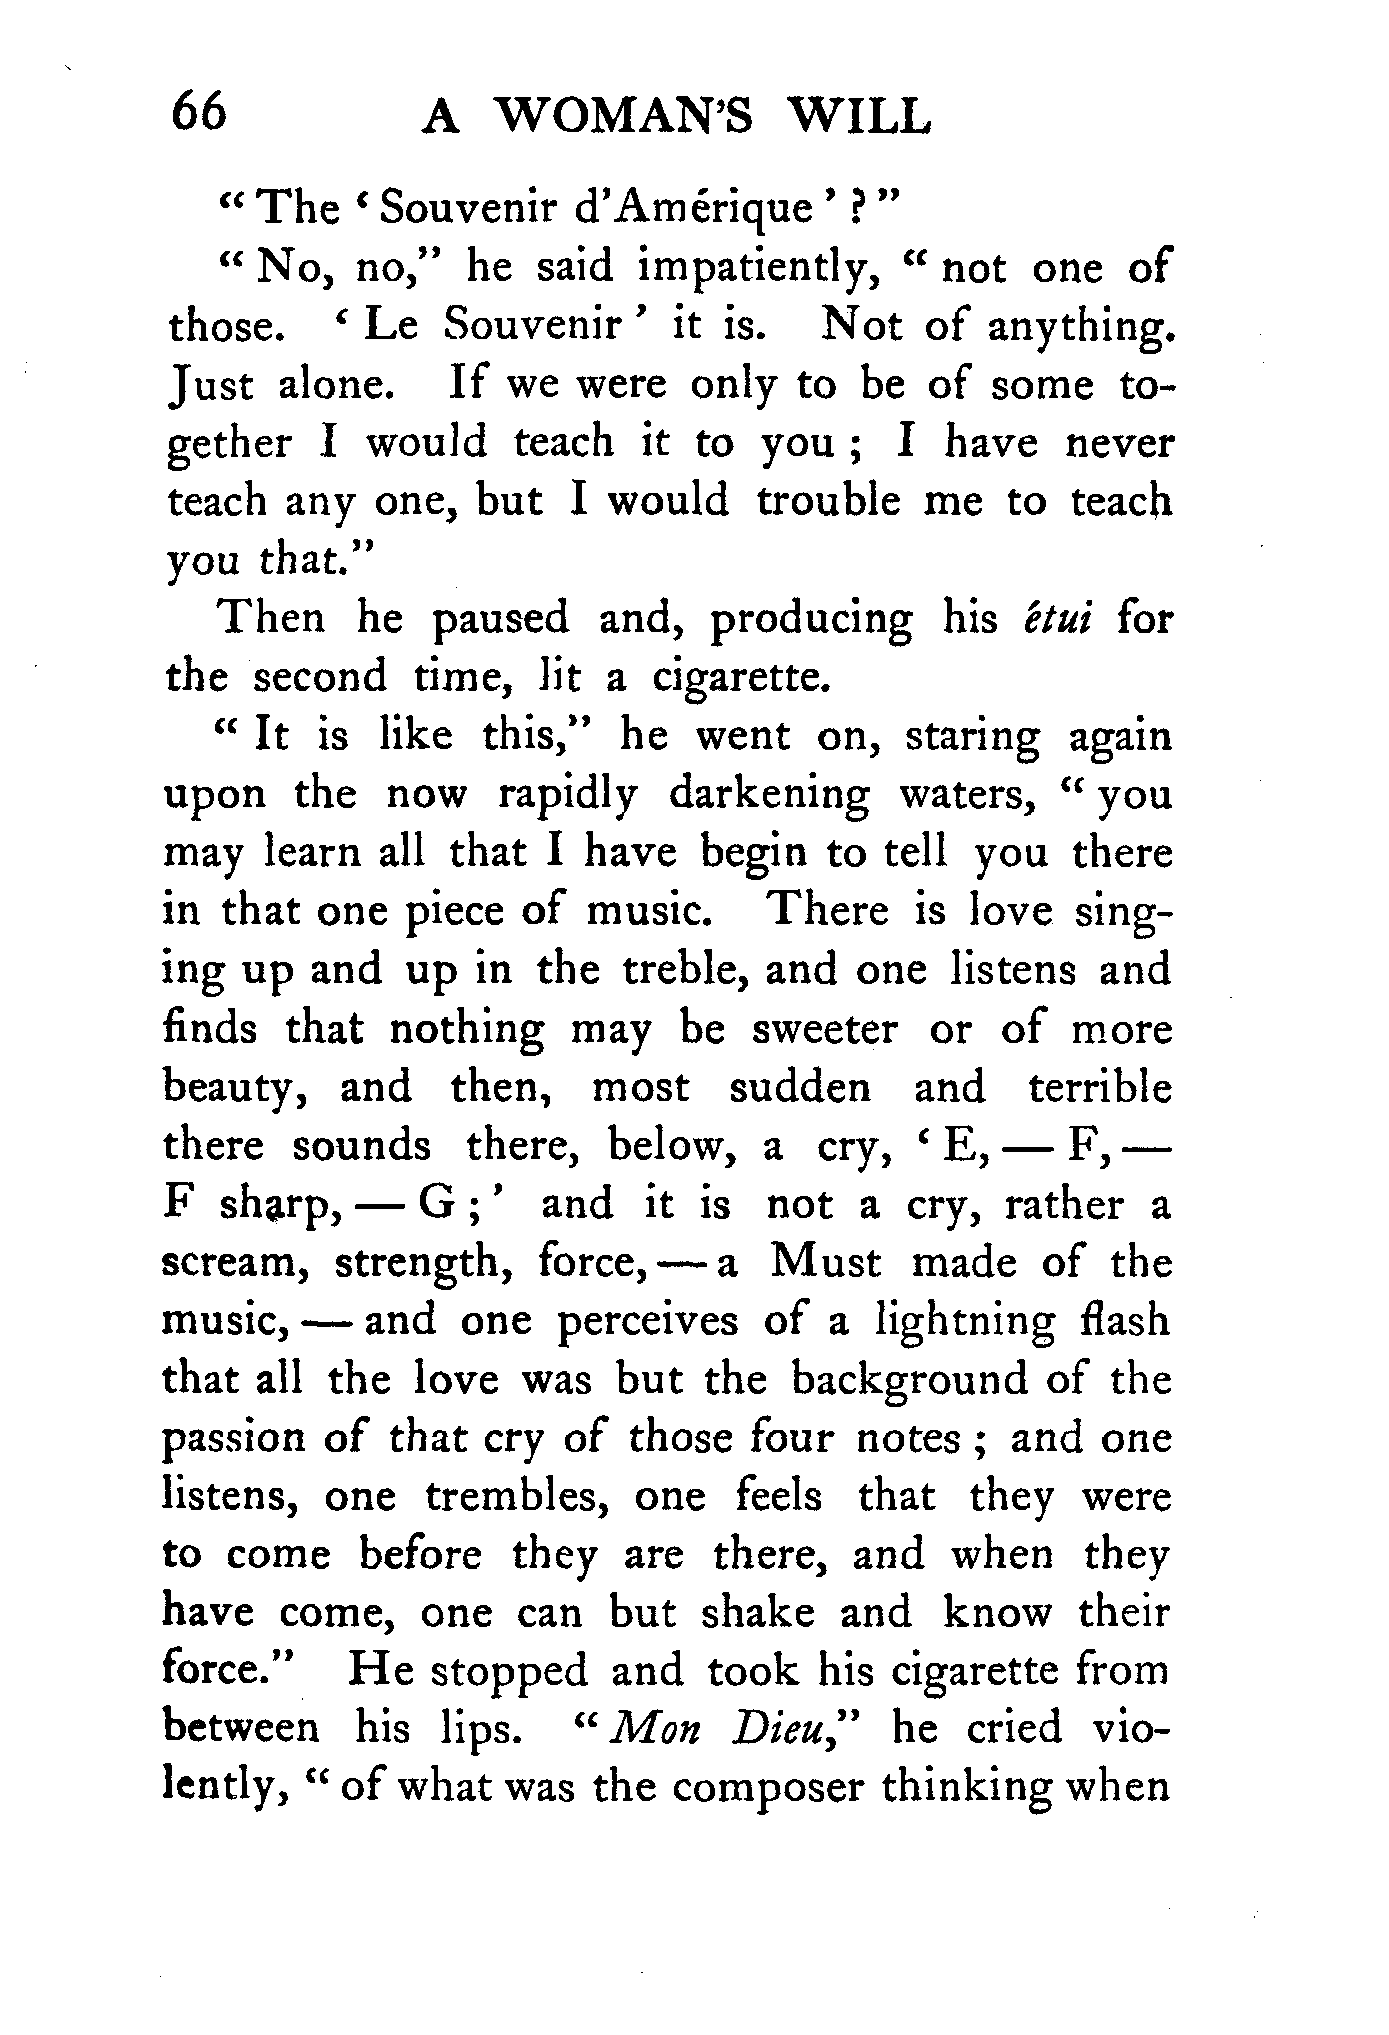 66 A WOMAN'S WILL
“ The ‘ Souvenir d'Amérique ’ ? ”
“ No, no,” he said impatiently, “ not one of
those. ‘ Le Souvenir ’ it is. Not of anything.
Just alone. If we were only to be of some to-
gether I would teach it to you ; I have never
teach any one, but I would trouble me to teach
you that.”
Then he paused and, producing his étui for
the second time, lit a cigarette.
“ It is like this,” he went on, staring again
upon the now rapidly darkening waters, “ you
may learn all that I have begin to tell you there
in that one piece of music. There is love sing-
ing up and up in the treble, and one listens and
finds that nothing may be sweeter or of more
beauty, and then, most sudden and terrible
there sounds there, below, a cry, ‘ E, — F, —
F sharp, — G ; ’ and it is not a cry, rather a
scream, strength, force, — a Must made of the
music, — and one perceives of a lightning flash
that all the love was but the background of the
passion of that cry of those four notes ; and one
listens, one trembles, one feels that they were
to come before they are there, and when they
have come, one can but shake and know their
force.” He stopped and took his cigarette from
between his lips. “ Mon Dieu,” he cried vio-
lently, “ of what was the composer thinking when